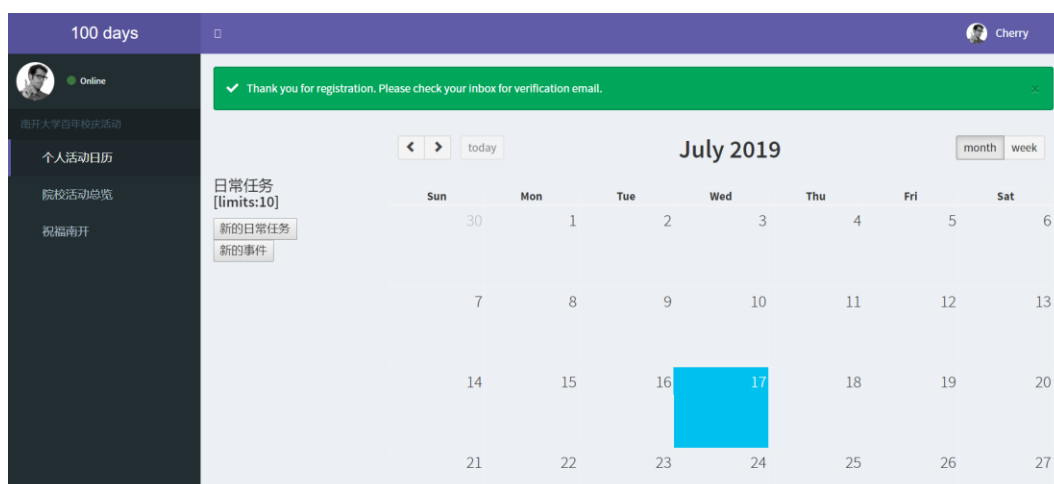 100 days
Cherry
Online
Thank you for registration. Please check your inbox for verification email.
×
南开大学百年校庆活动
个人活动日历
院校活动总览
祝福南开
today
July 2019
month week
日常任务
[limits:10]
新的日常任务
新的事件
Sun Mon Tue Wed Thu Fri Sat
30 1 2 3 4 5 6
7 8 9 10 11 12 13
14 15 16 17 18 19 20
21 22 23 24 25 26 27